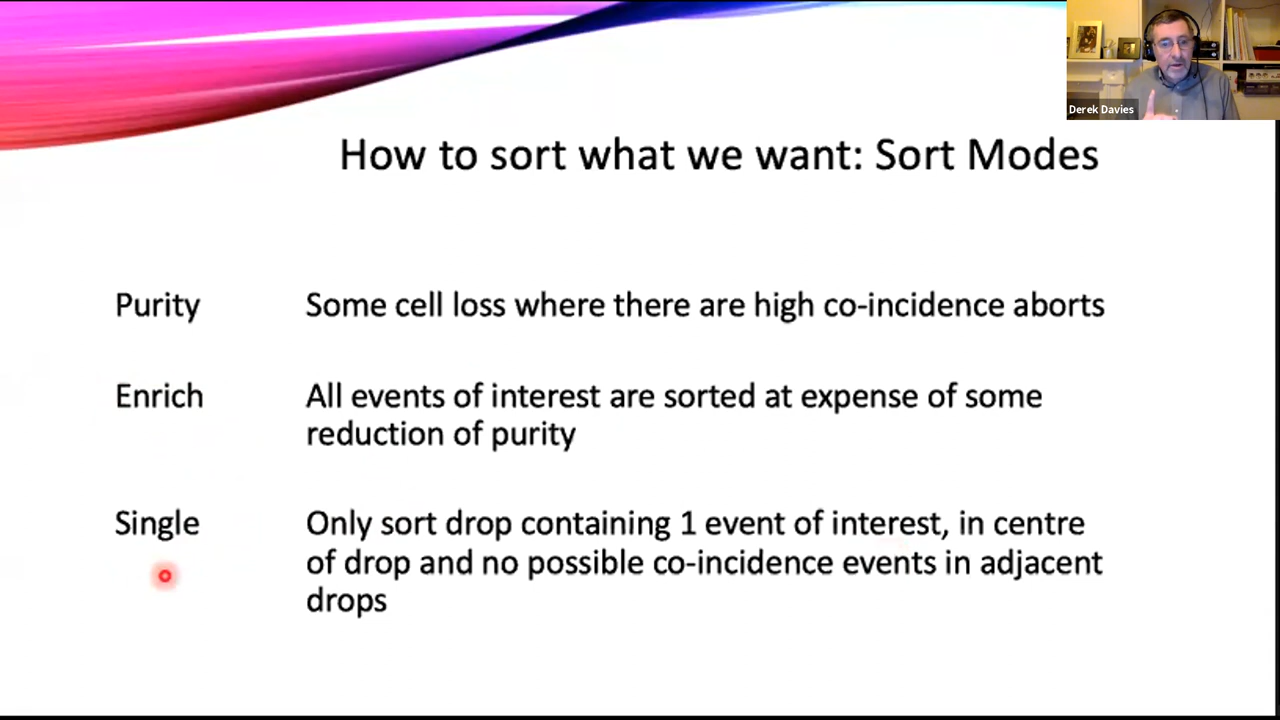 Derek Davies
How to sort what we want: Sort Modes
Purity
Some cell loss where there are high co-incidence aborts
Enrich
All events of interest are sorted at expense of some
reduction of purity
Single
Only sort drop containing 1 event of interest, in centre
of drop and no possible co-incidence events in adjacent
drops